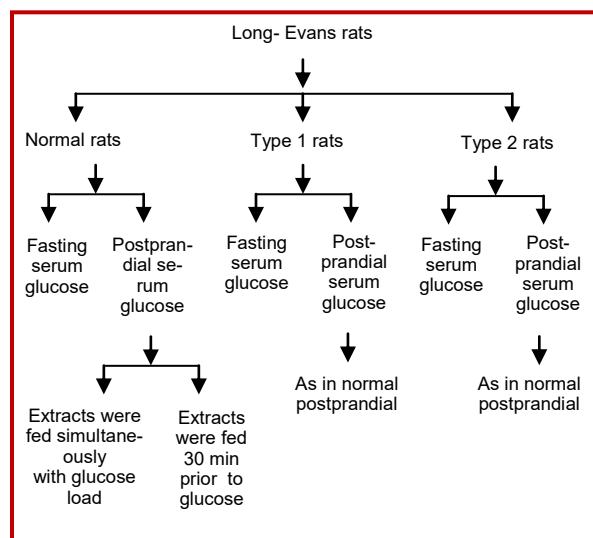 Long- Evans rats
Normal rats
Type 1 rats
Type 2 rats
Fasting
serum
glucose
Postpran-
dial se-
rum
glucose
Fasting
serum
glucose
Post-
prandial
serum
glucose
Fasting
serum
glucose
Post-
prandial
serum
glucose
Extracts were
fed simultane-
ously
with glucose
load
Extracts
were fed
30 min
prior to
glucose
As in normal
postprandial
As in normal
postprandial